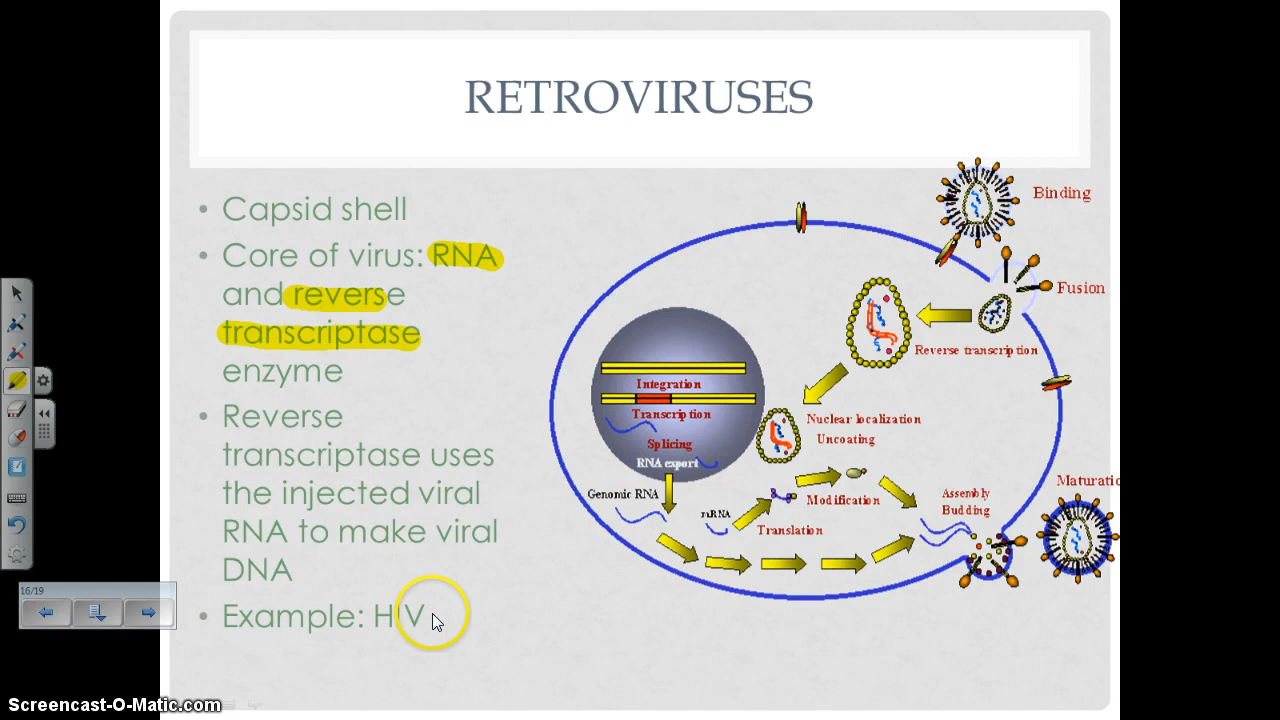 RETROVIRUSES
• Capsid shell
• Core of virus: RNA
and reverse
transcriptase
enzyme
• Reverse
transcriptase uses
the injected viral
RNA to make viral
DNA
• Example: HIV
Binding
Fusion
Reverse transcription
Nuclear localization
Uncoating
Integration
Transcription
Splicing
RNA export
Genomic RNA
mRNA
Translation
Modification
Assembly
Budding
Maturatio
16/19
Screencast-O-Matic.com